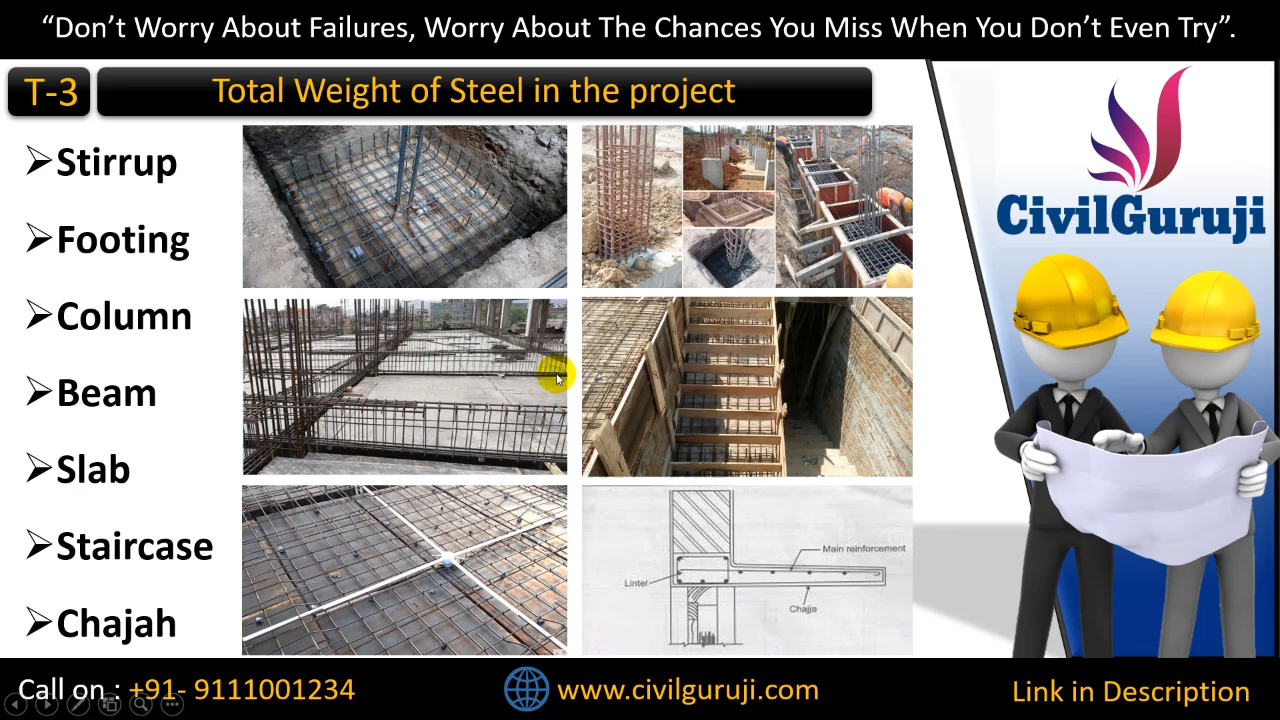 “Don’t Worry About Failures, Worry About The Chances You Miss When You Don’t Even Try”.
T-3
Total Weight of Steel in the project
Stirrup
Footing
Column
Beam
Slab
Staircase
Chajah
Main reinforcement
Lintel
Chajja
CivilGuruji
Call on : +91- 9111001234
www.civilguruji.com
Link in Description